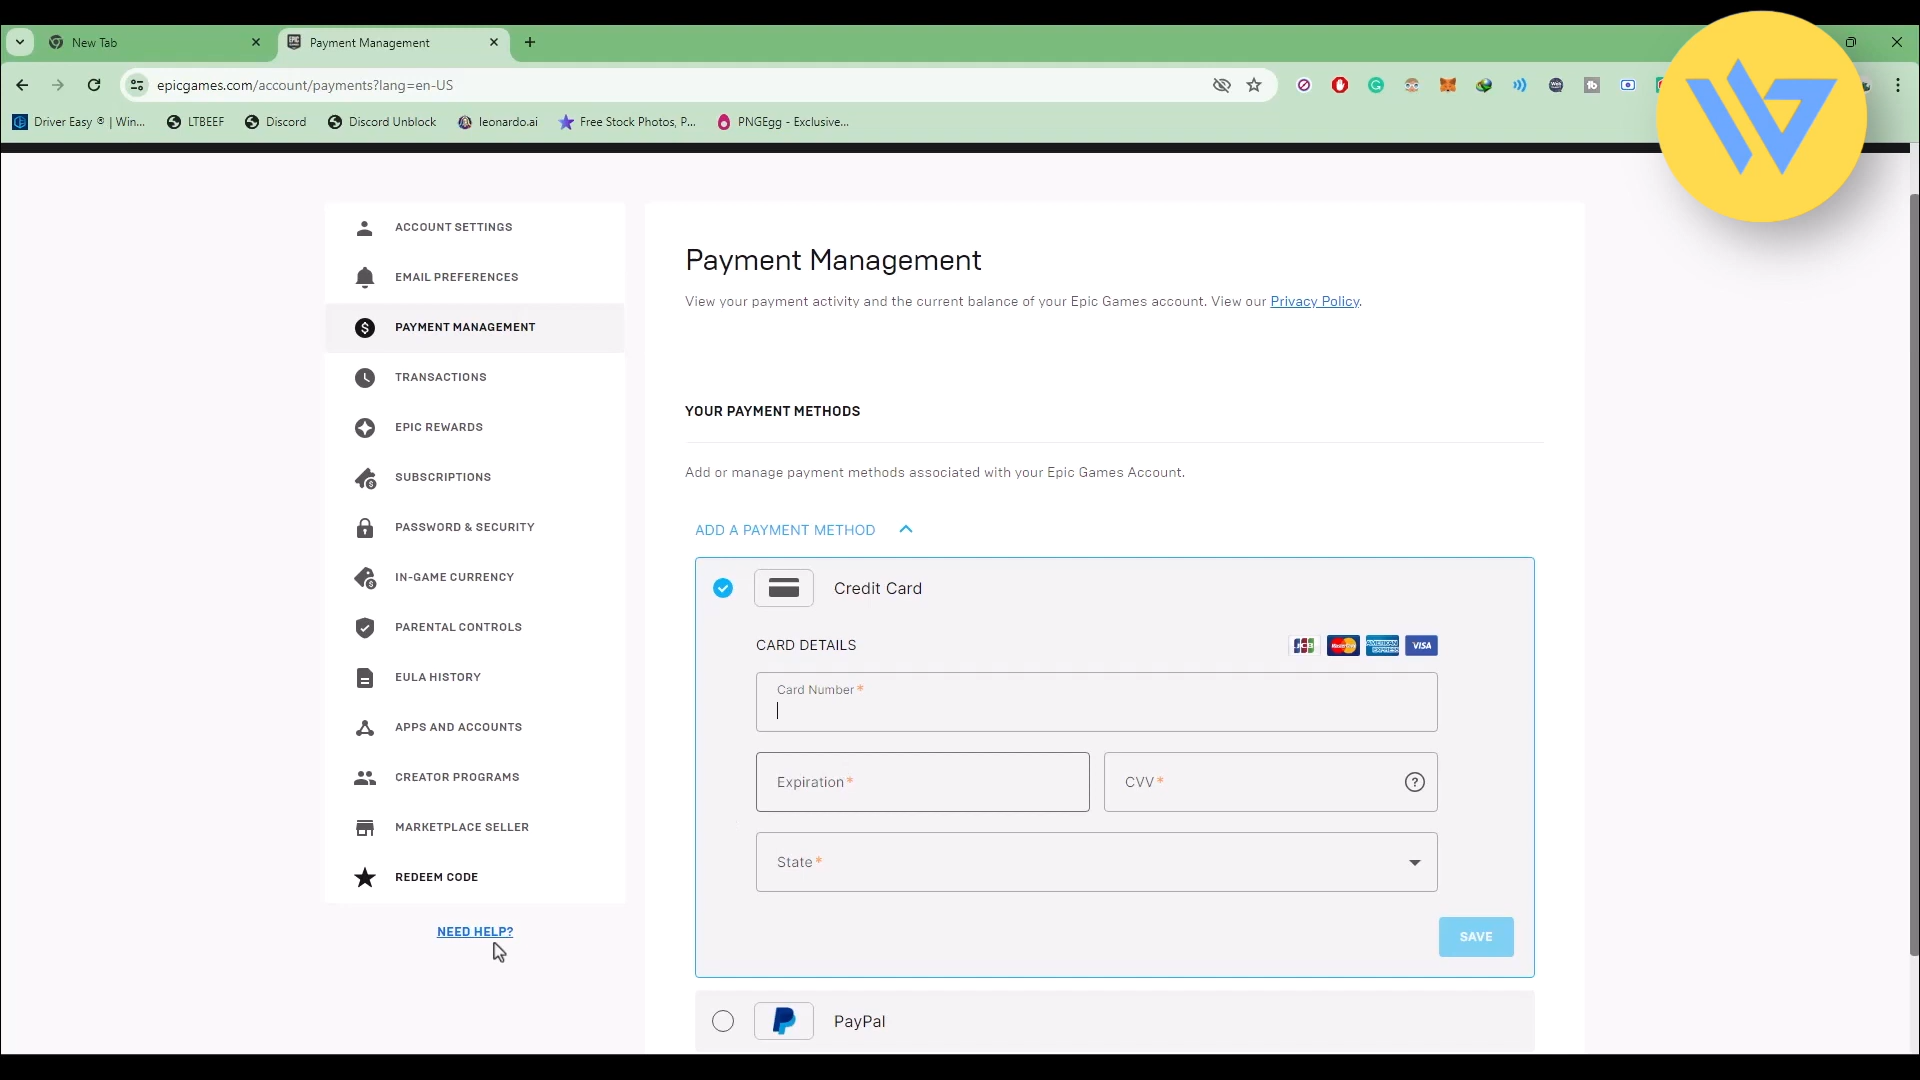 New Tab
Payment Management
epicgames.com/account/payments?lang=en-US
Driver Easy ® | Win...
LTBEEF
Discord
Discord Unblock
leonardo.ai
Free Stock Photos, P...
PNGEgg - Exclusive...
ACCOUNT SETTINGS
EMAIL PREFERENCES
PAYMENT MANAGEMENT
TRANSACTIONS
EPIC REWARDS
SUBSCRIPTIONS
PASSWORD & SECURITY
IN-GAME CURRENCY
PARENTAL CONTROLS
EULA HISTORY
APPS AND ACCOUNTS
CREATOR PROGRAMS
MARKETPLACE SELLER
REDEEM CODE
NEED HELP?
Payment Management
View your payment activity and the current balance of your Epic Games account. View our Privacy Policy.
YOUR PAYMENT METHODS
Add or manage payment methods associated with your Epic Games Account.
ADD A PAYMENT METHOD
Credit Card
CARD DETAILS
JCB
MasterCard
AMERICAN EXPRESS
VISA
Card Number*
Expiration*
CVV*
State*
SAVE
PayPal